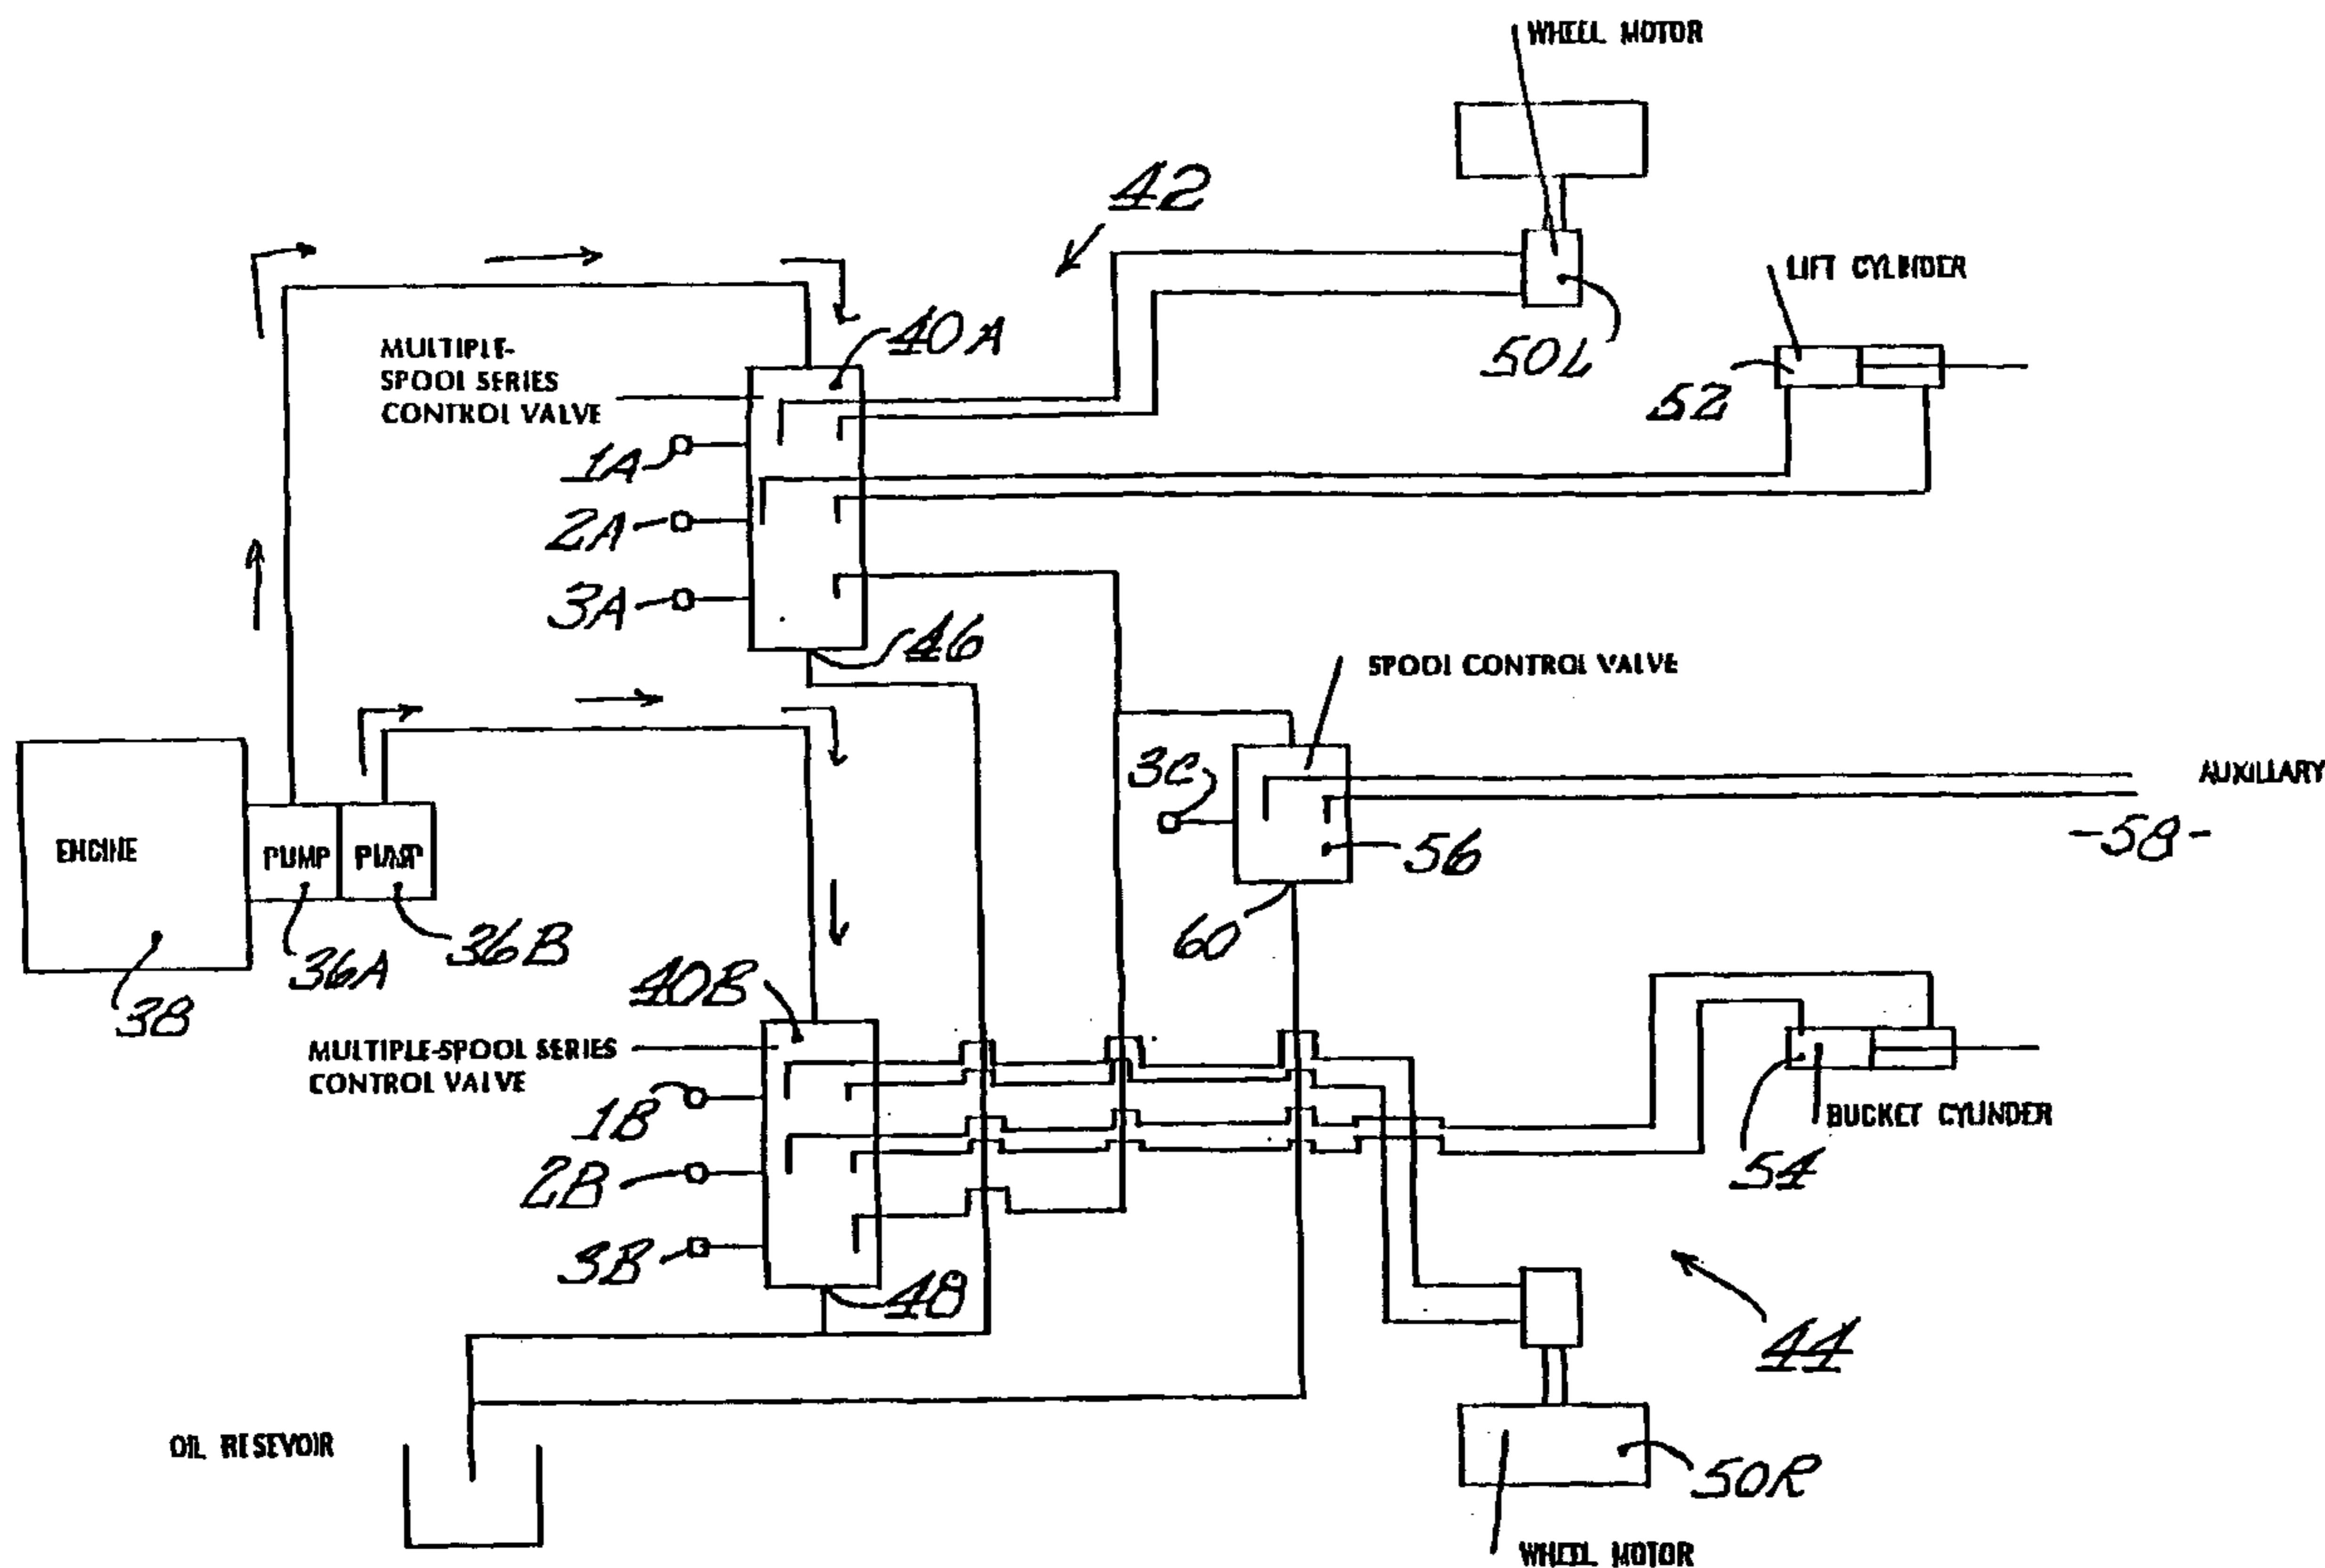 WHEEL MOTOR
42
LIFT CYLINDER
40A
MULTIPLE-
SPOOL SERIES
CONTROL VALVE
50L
52
1A
2A
3A
46
SPOOL CONTROL VALVE
3C
AUXILLARY
-58-
ENGINE
PUMP
PUMP
56
60
36B
36A
38
40B
MULTIPLE-SPOOL SERIES
CONTROL VALVE
1B
BUCKET CYLINDER
54
2B
3B
48
44
OIL RESEVOIR
50R
WHEEL MOTOR